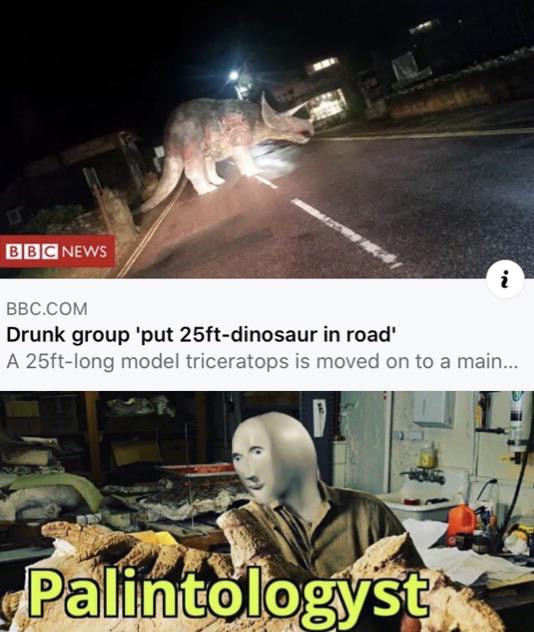 BBC NEWS
i
BBC.COM
Drunk group 'put 25ft-dinosaur in road'
A 25ft-long model triceratops is moved on to a main...
Palintologyst